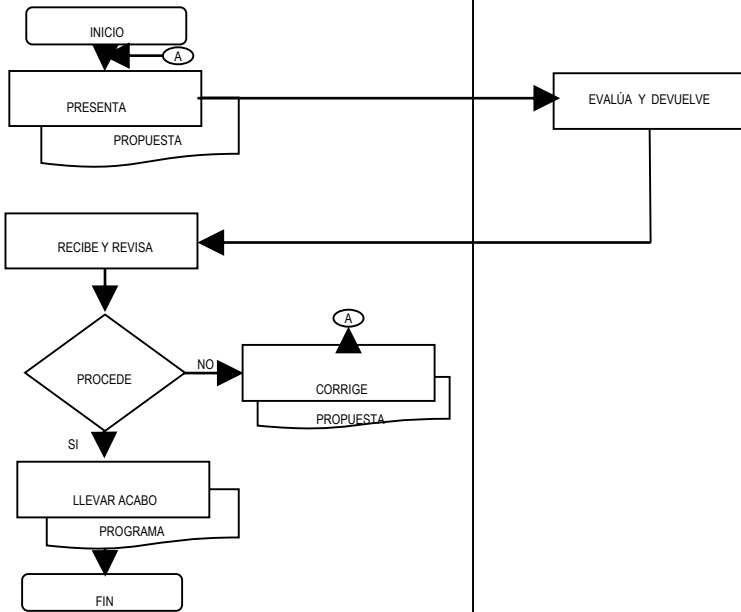 INICIO
A
PRESENTA
EVALÚA Y DEVUELVE
PROPUESTA
RECIBE Y REVISA
A
NO
PROCEDE
CORRIGE
PROPUESTA
SI
LLEVAR ACABO
PROGRAMA
FIN